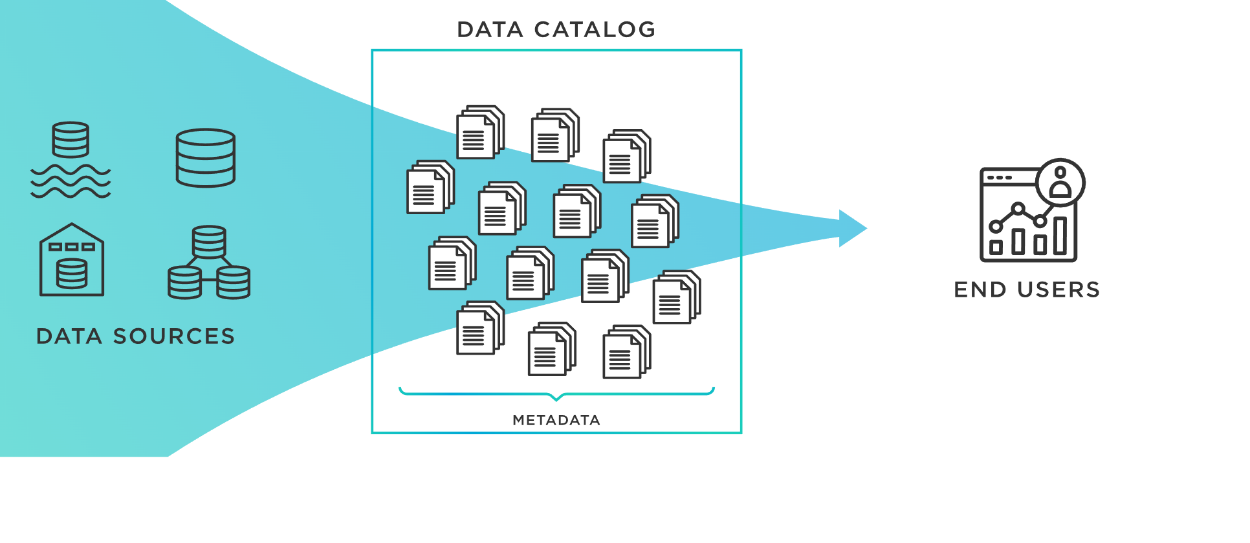 DATA CATALOG
DATA SOURCES
METADATA
END USERS